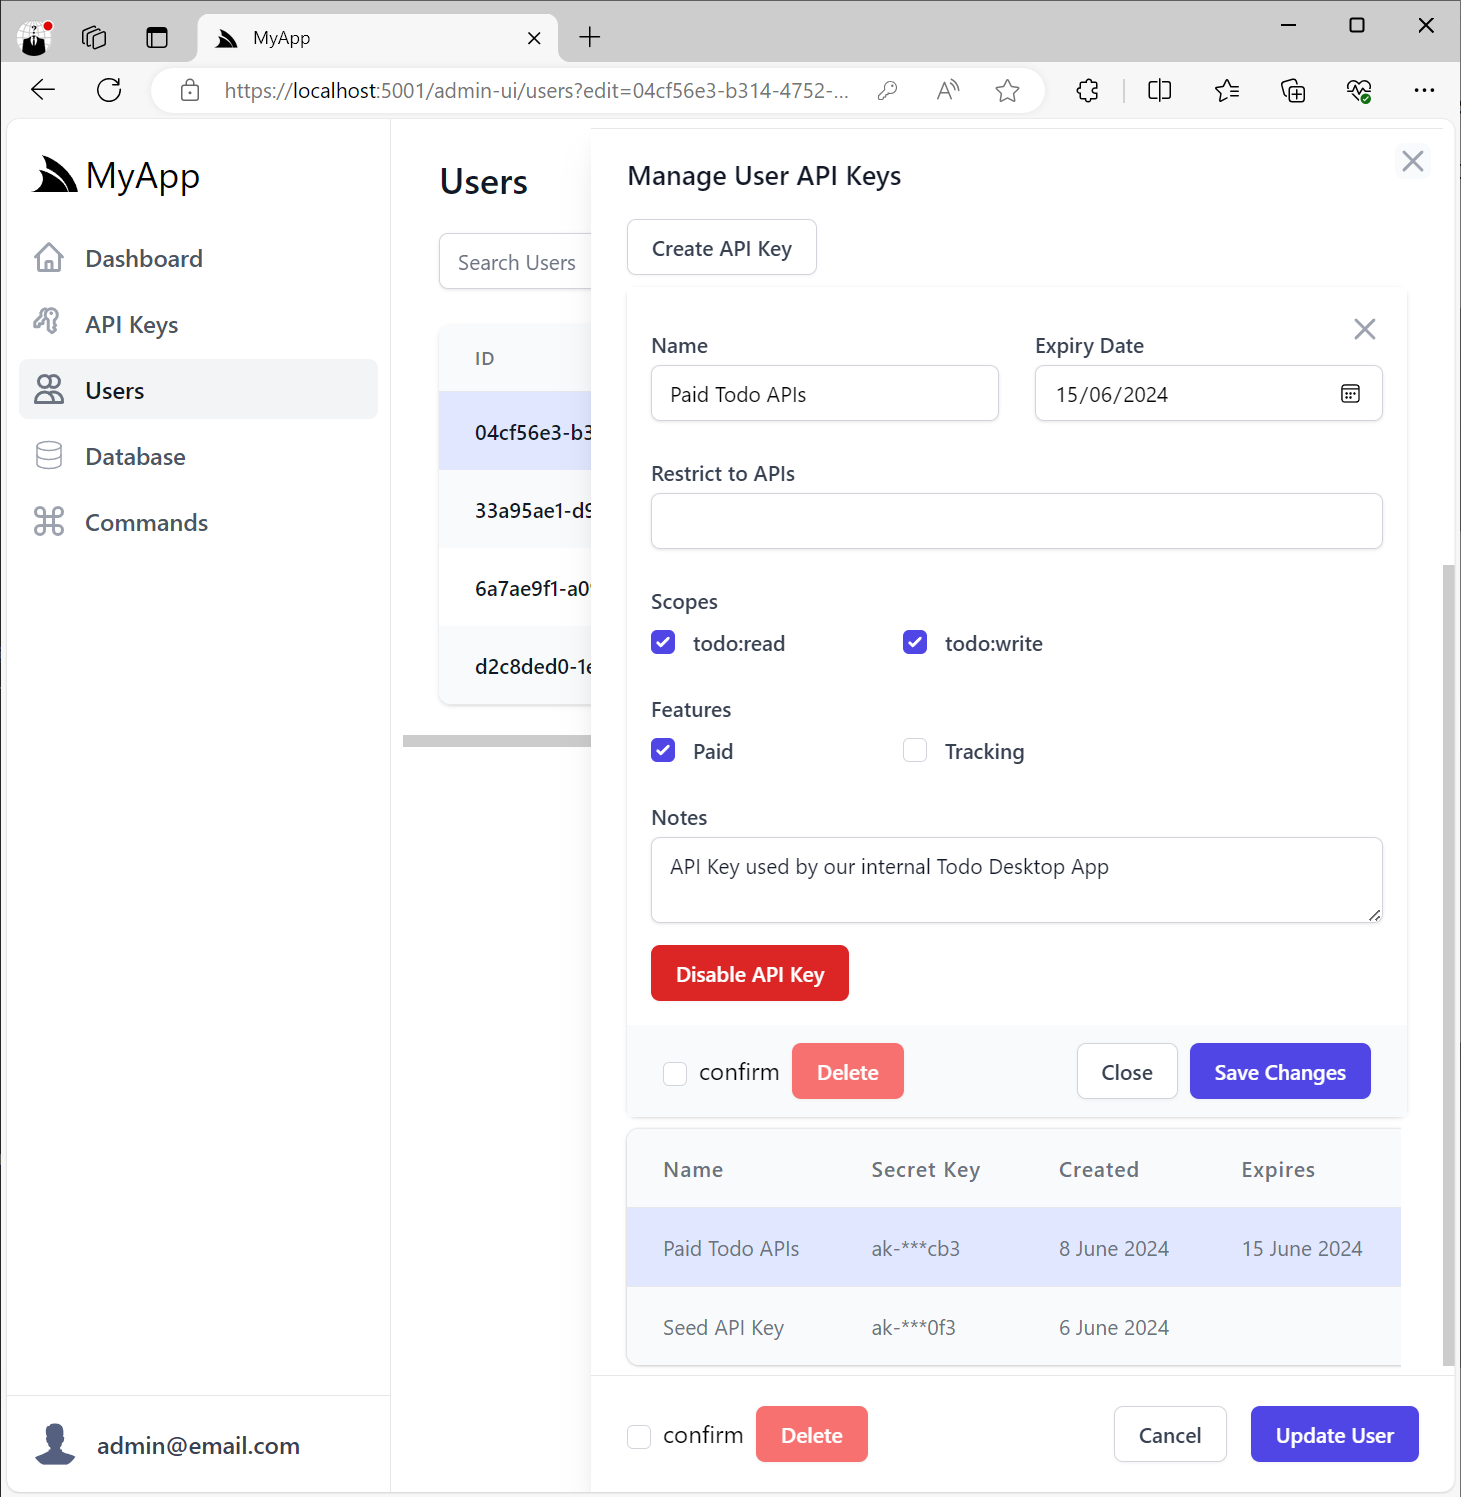 MyApp
https://localhost:5001/admin-ui/users?edit=04cf56e3-b314-4752-...
MyApp
Dashboard
API Keys
Users
Database
Commands
admin@email.com
Users
Search Users
ID
04cf56e3-b3
33a95ae1-d9
6a7ae9f1-a09
d2c8ded0-1e
Manage User API Keys
Create API Key
Name
Expiry Date
Paid Todo APIs
15/06/2024
Restrict to APIs
Scopes
todo:read
todo:write
Features
Paid
Tracking
Notes
API Key used by our internal Todo Desktop App
Disable API Key
confirm
Delete
Close
Save Changes
Name Secret Key Created Expires
Paid Todo APIs ak-***cb3 8 June 2024 15 June 2024
Seed API Key ak-***0f3 6 June 2024
confirm
Delete
Cancel
Update User